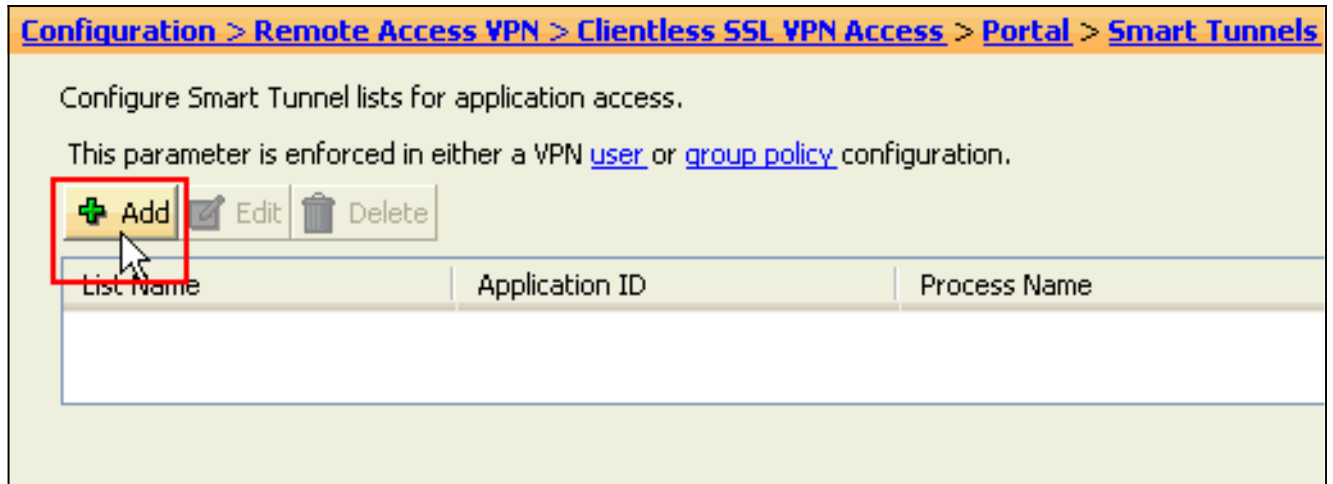 Configuration > Remote Access VPN > Clientless SSL VPN Access > Portal > Smart Tunnels
Configure Smart Tunnel lists for application access.
This parameter is enforced in either a VPN user or group policy configuration.
Add Edit Delete
List Name Application ID Process Name